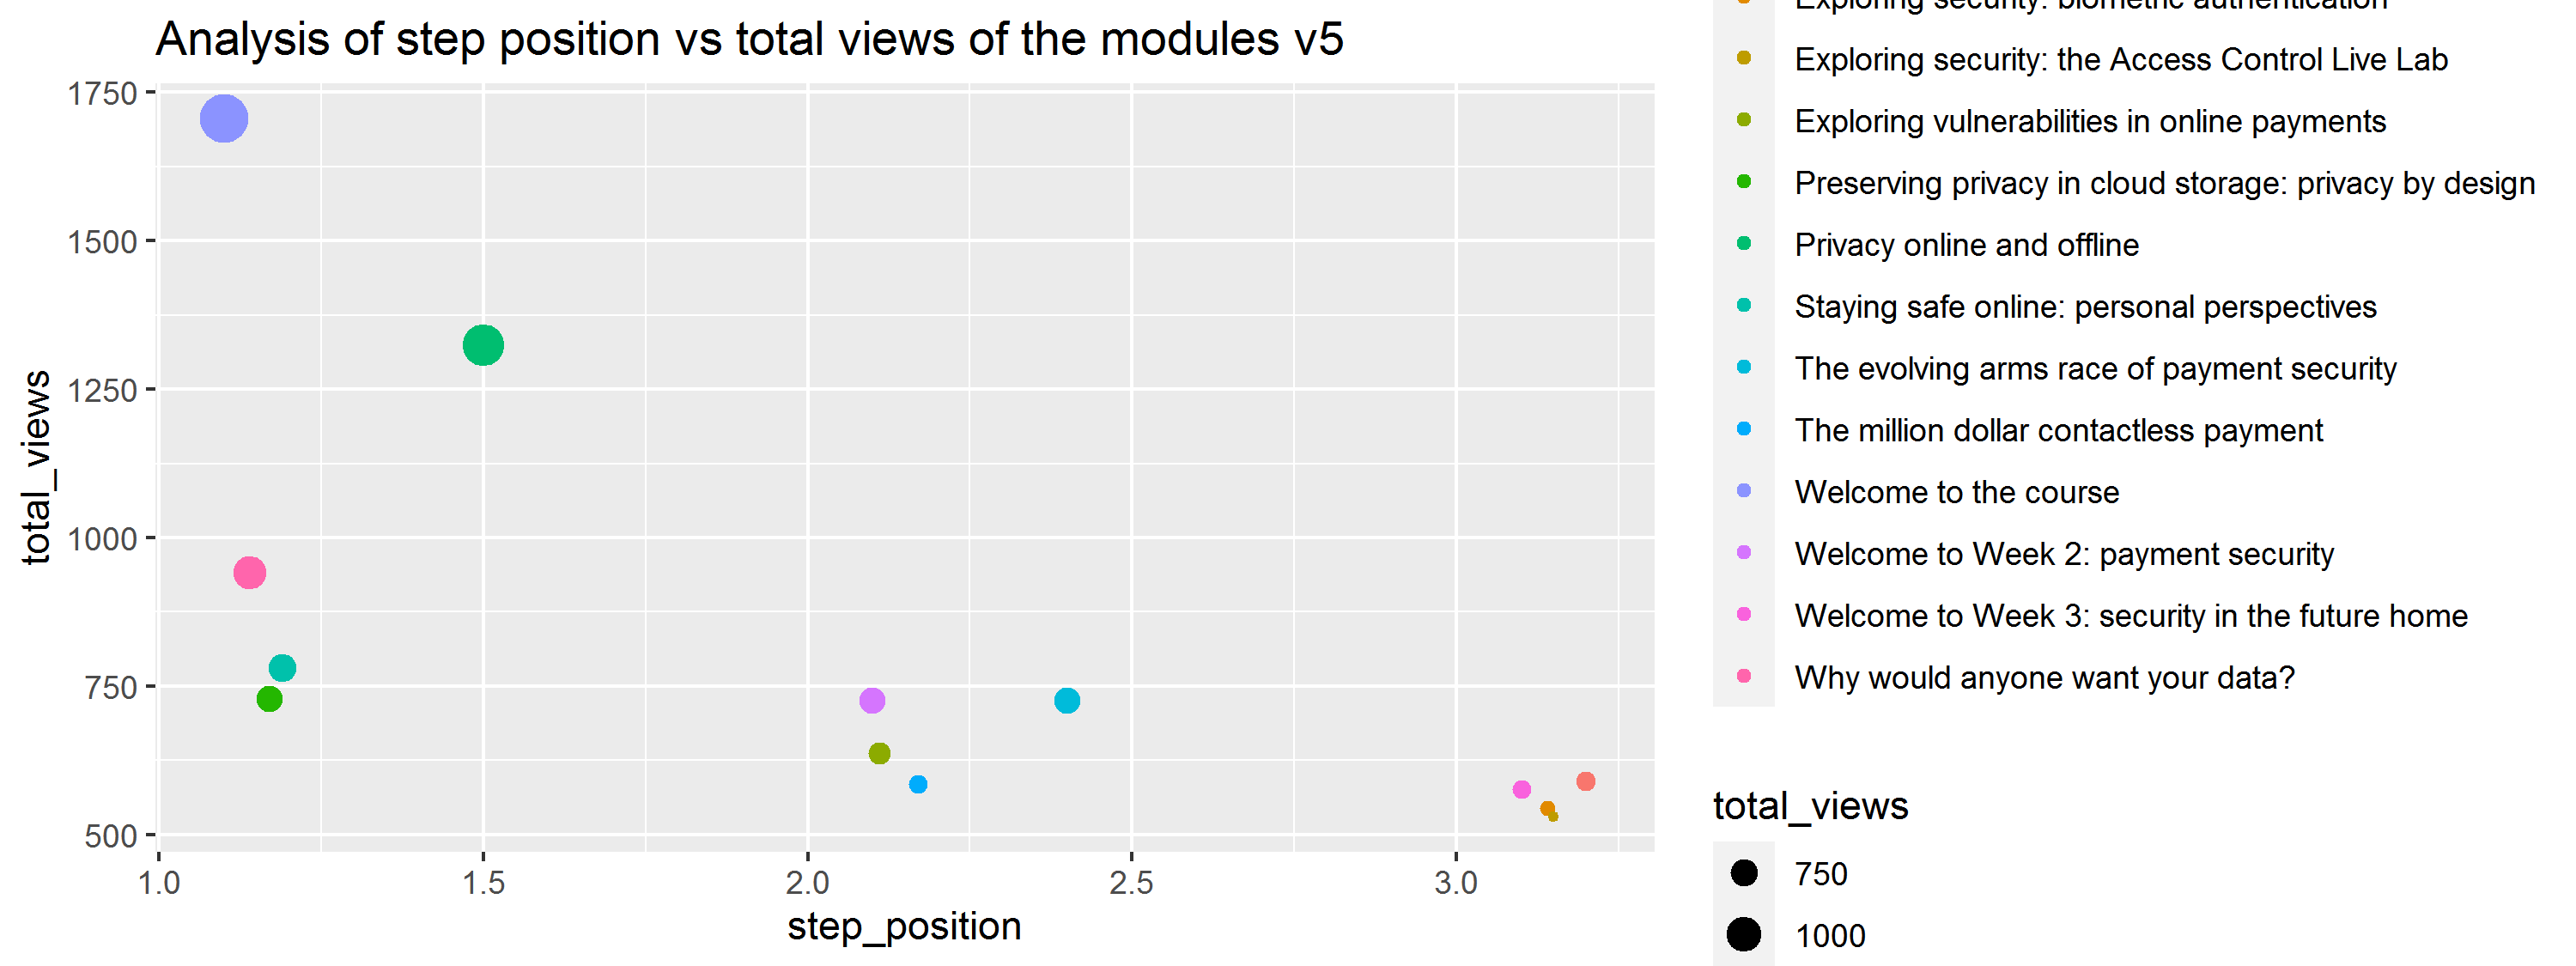 Analysis of step position vs total views of the modules v5
total_views
1750
1500
1250
1000
750
500
1.0
1.5
2.0
2.5
3.0
step_position
Exploring security: biometric authentication
Exploring security: the Access Control Live Lab
Exploring vulnerabilities in online payments
Preserving privacy in cloud storage: privacy by design
Privacy online and offline
Staying safe online: personal perspectives
The evolving arms race of payment security
The million dollar contactless payment
Welcome to the course
Welcome to Week 2: payment security
Welcome to Week 3: security in the future home
Why would anyone want your data?
total_views
750
1000